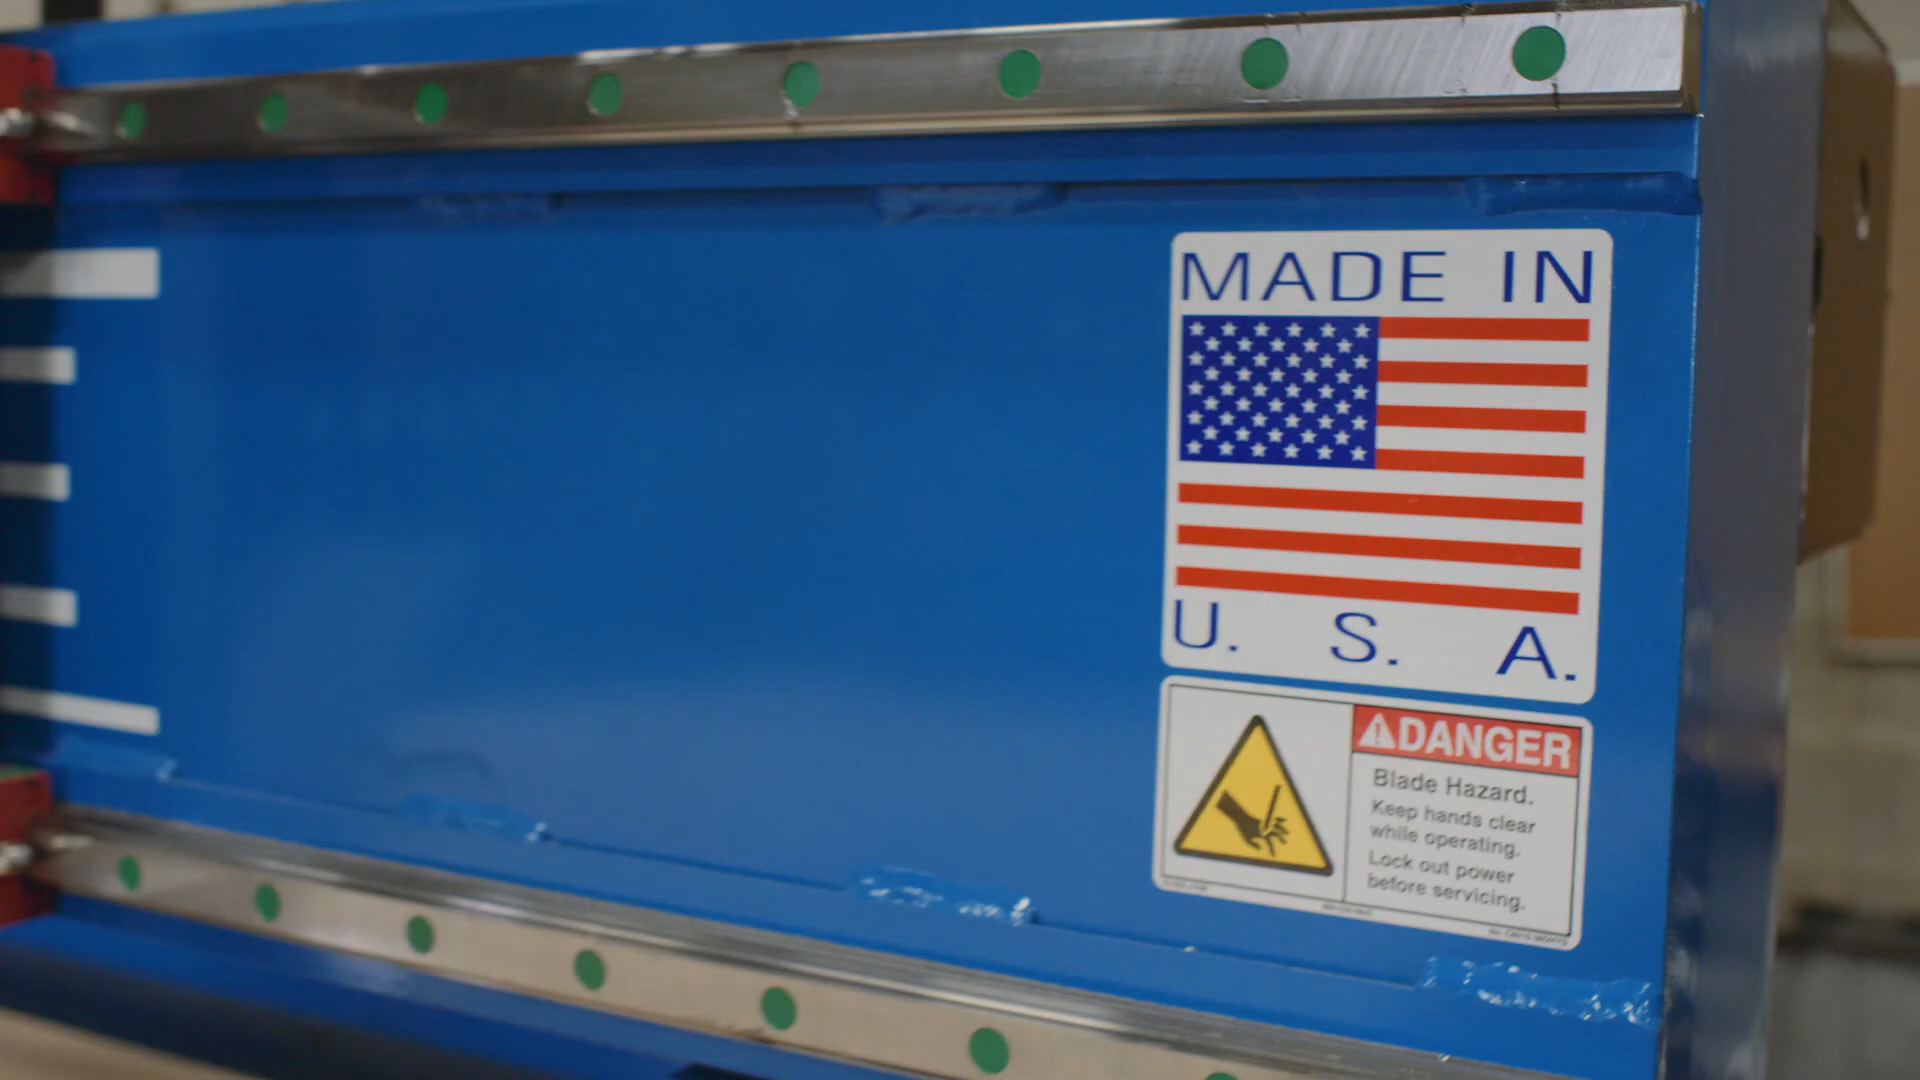 MADE IN
U. S. A.
DANGER
Blade Hazard.
Keep hands clear
while operating.
Lock out power
before servicing.